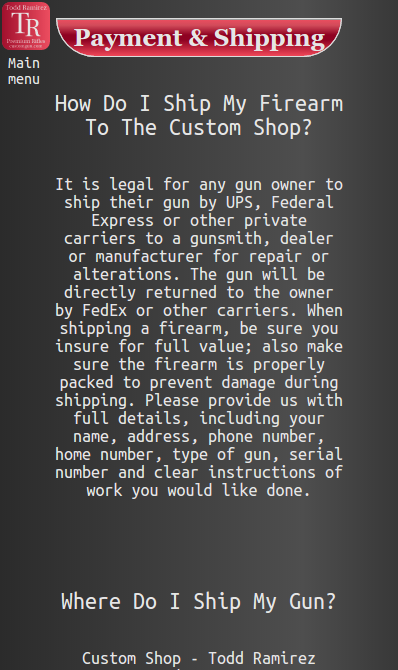 Todd Ramirez
TR
Premium Rifles
Payment & Shipping
Main
menu
How Do I Ship My Firearm
To The Custom Shop?
It is legal for any gun owner to
ship their gun by UPS, Federal
Express or other private
carriers to a gunsmith, dealer
or manufacturer for repair or
alterations. The gun will be
directly returned to the owner
by FedEx or other carriers. When
shipping a firearm, be sure you
insure for full value; also make
sure the firearm is properly
packed to prevent damage during
shipping. Please provide us with
full details, including your
name, address, phone number,
home number, type of gun, serial
number and clear instructions of
work you would like done.
Where Do I Ship My Gun?
Custom Shop - Todd Ramirez